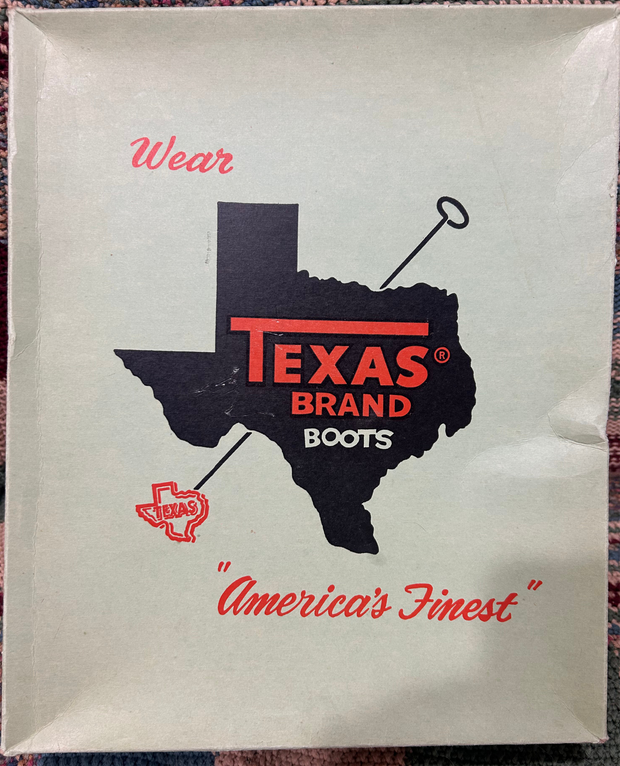 Wear
TEXAS®
BRAND
BOOTS
TEXAS
"America's Finest"